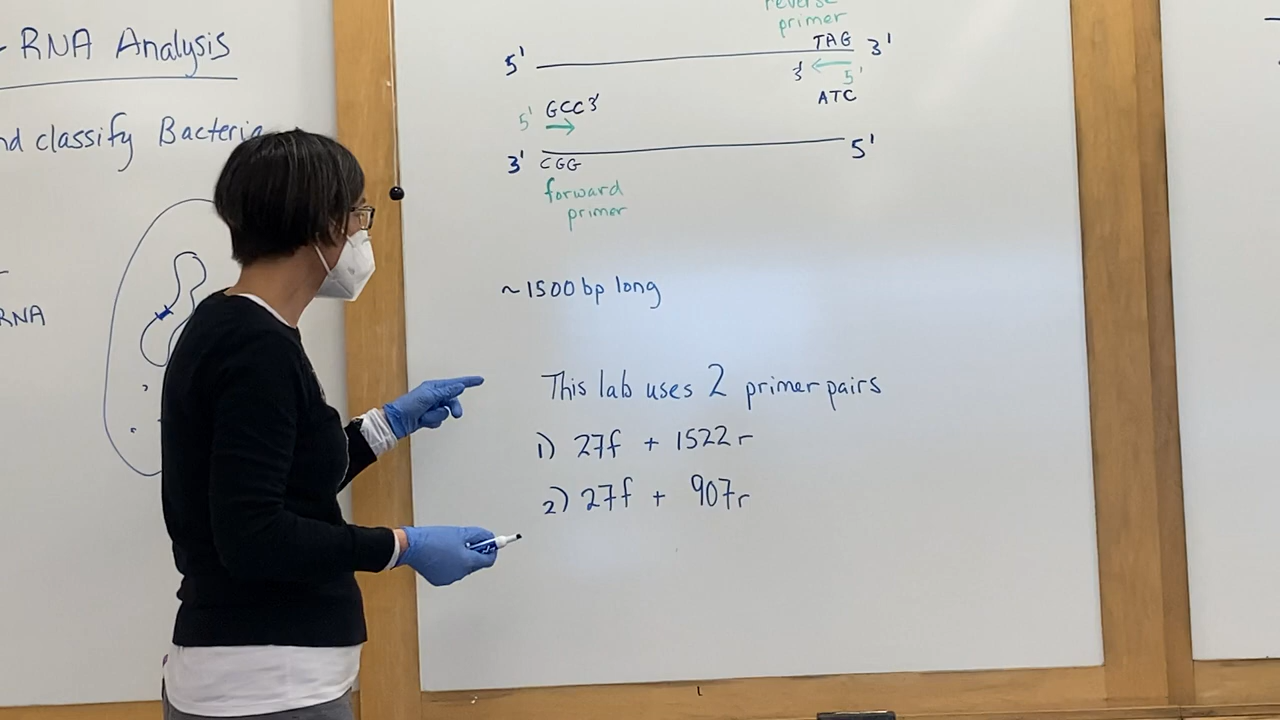 - RNA Analysis
nd classify Bacteria
RNA
reverse
primer
TAG
5' 3'
3' 5'
ATC
5' GCC 3'
3' CGG 5'
forward
primer
~1500 bp long
This lab uses 2 primer pairs
1) 27f + 1522r
2) 27f + 907r